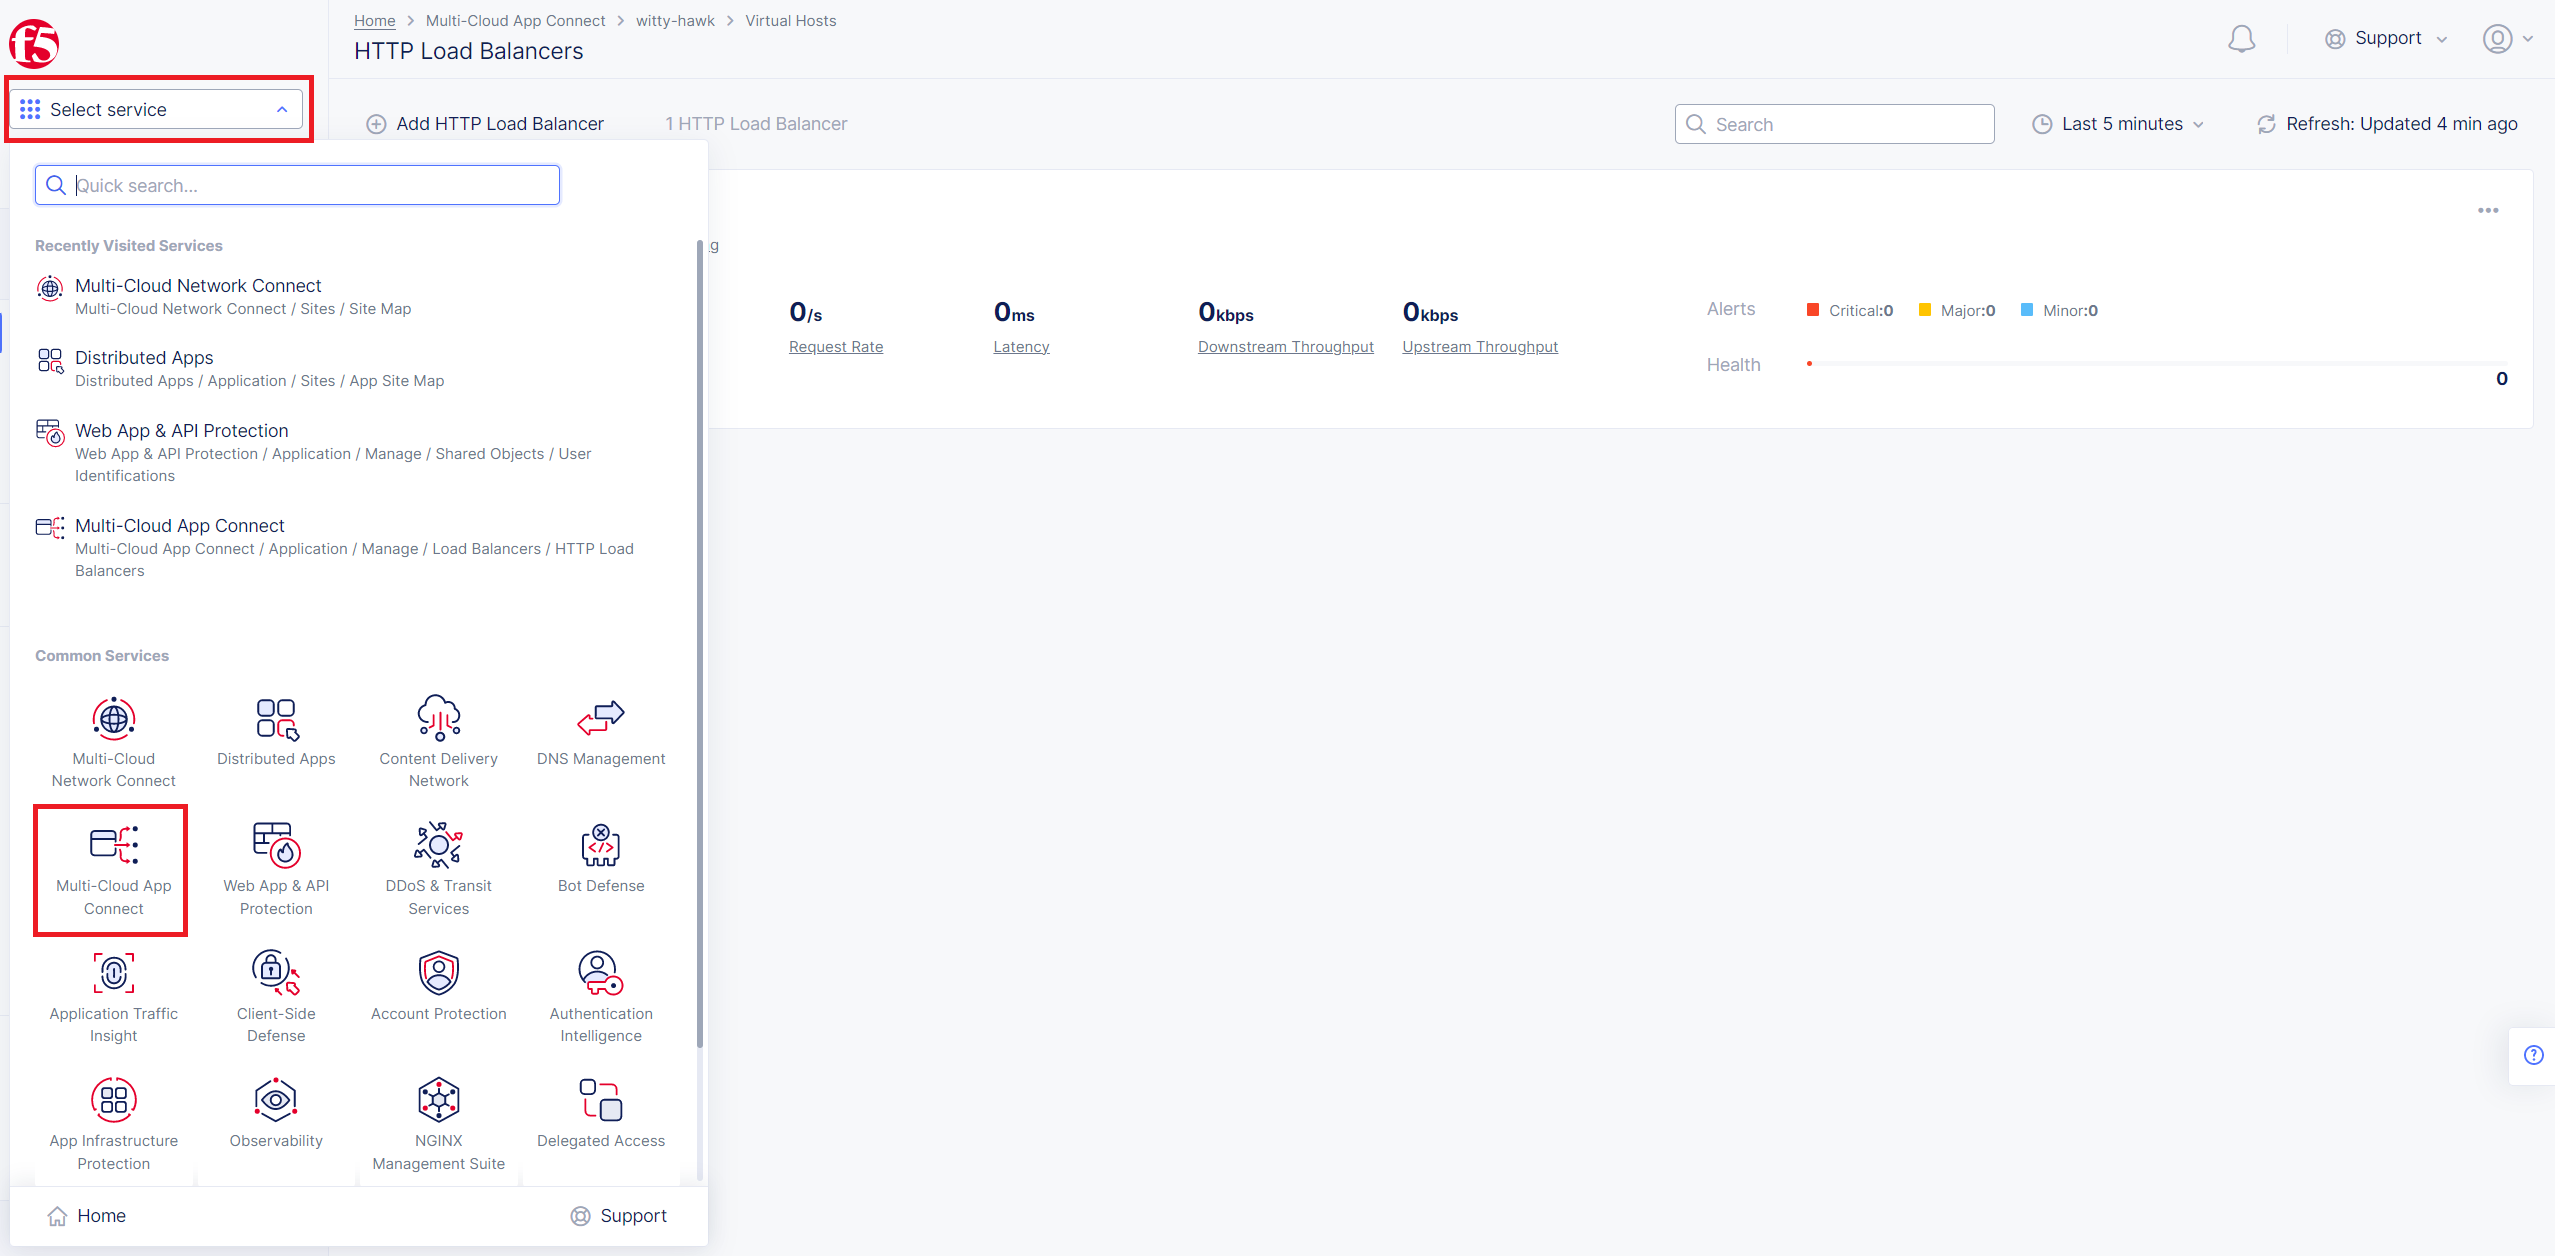 Home > Multi-Cloud App Connect > witty-hawk > Virtual Hosts
f5
HTTP Load Balancers
Support
Select service
Add HTTP Load Balancer
1 HTTP Load Balancer
Search
Last 5 minutes
Refresh: Updated 4 min ago
Quick search...
Recently Visited Services
Multi-Cloud Network Connect
Multi-Cloud Network Connect / Sites / Site Map
Distributed Apps
Distributed Apps / Application / Sites / App Site Map
Web App & API Protection
Web App & API Protection / Application / Manage / Shared Objects / User
Identifications
Multi-Cloud App Connect
Multi-Cloud App Connect / Application / Manage / Load Balancers / HTTP Load
Balancers
Common Services
Multi-Cloud
Network Connect
Distributed Apps
Content Delivery
Network
DNS Management
Multi-Cloud App
Connect
Web App & API
Protection
DDoS & Transit
Services
Bot Defense
Application Traffic
Insight
Client-Side
Defense
Account Protection
Authentication
Intelligence
App Infrastructure
Protection
Observability
NGINX
Management Suite
Delegated Access
Home
Support
0/s
Request Rate
0ms
Latency
0kbps
Downstream Throughput
0kbps
Upstream Throughput
Alerts
Critical:0
Major:0
Minor:0
Health
0